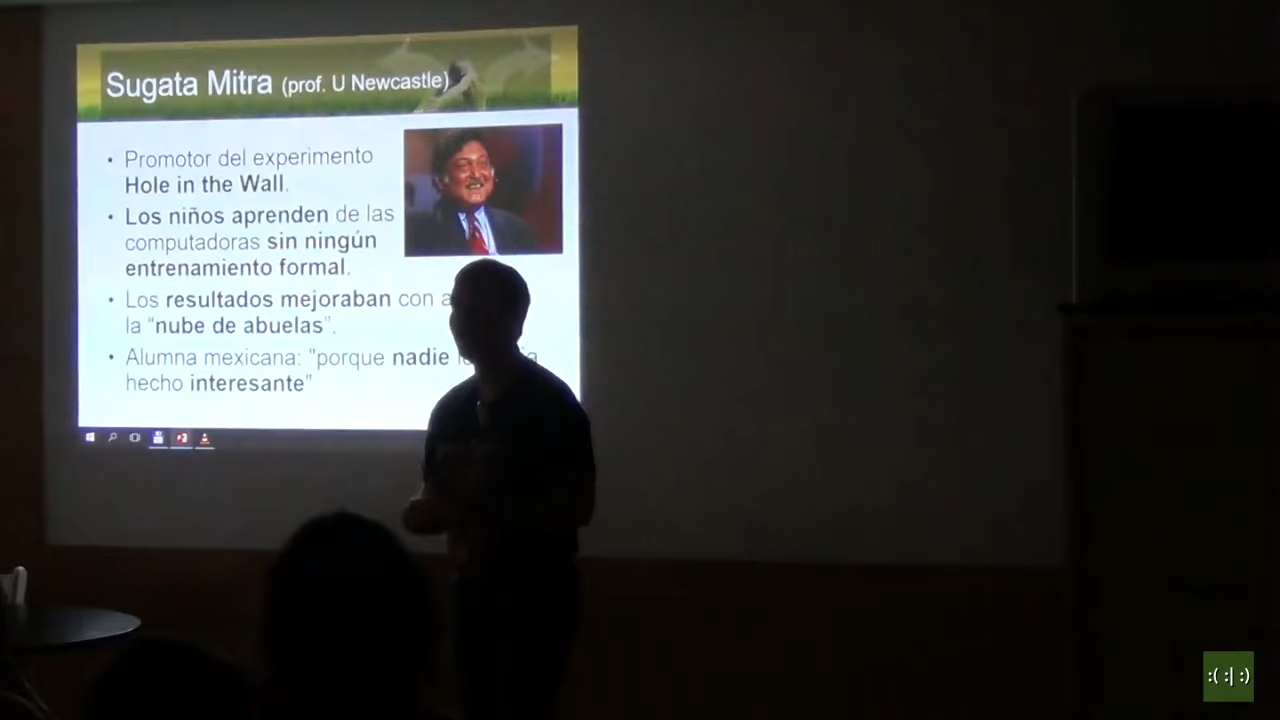 Sugata Mitra (prof. U Newcastle)
• Promotor del experimento
Hole in the Wall.
• Los niños aprenden de las
computadoras sin ningún
entrenamiento formal.
• Los resultados mejoraban con
la “nube de abuelas”.
• Alumna mexicana: "porque nadie
hecho interesante"
:( :| :)